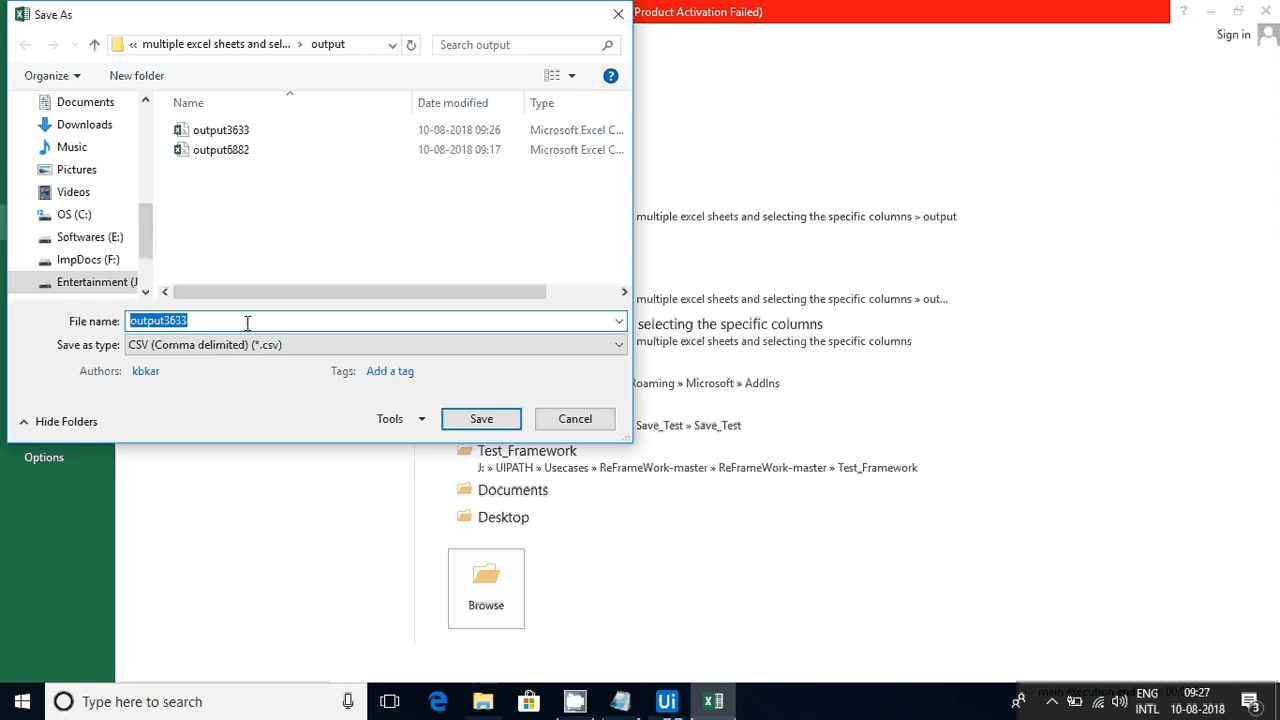 Save As
(Product Activation Failed)
?
Sign in
«
multiple excel sheets and sel...
›
output
Search output
Organize
New folder
?
Name
Date modified
Type
Documents
Downloads
Music
Pictures
Videos
OS (C:)
Softwares (E:)
ImpDocs (F:)
Entertainment (J
output3633
10-08-2018 09:26
Microsoft Excel C...
output6882
10-08-2018 09:17
Microsoft Excel C...
File name:
output3633
Save as type:
CSV (Comma delimited) (*.csv)
Authors:
kbkar
Tags:
Add a tag
Hide Folders
Tools
Save
Cancel
multiple excel sheets and selecting the specific columns » output
multiple excel sheets and selecting the specific columns » out...
selecting the specific columns
multiple excel sheets and selecting the specific columns
Roaming » Microsoft » AddIns
Save_Test » Save_Test
Options
Test_Framework
J: » UIPATH » Usecases » ReFrameWork-master » ReFrameWork-master » Test_Framework
Documents
Desktop
Browse
Type here to search
Ui
ENG
INTL
09:27
10-08-2018
3